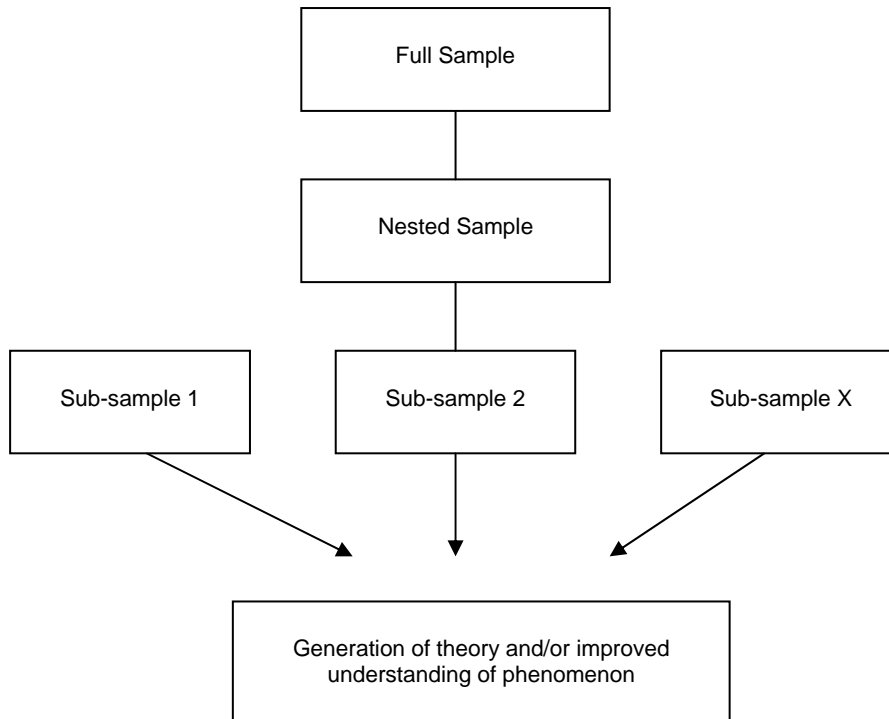 Full Sample
Nested Sample
Sub-sample 1
Sub-sample 2
Sub-sample X
Generation of theory and/or improved
understanding of phenomenon